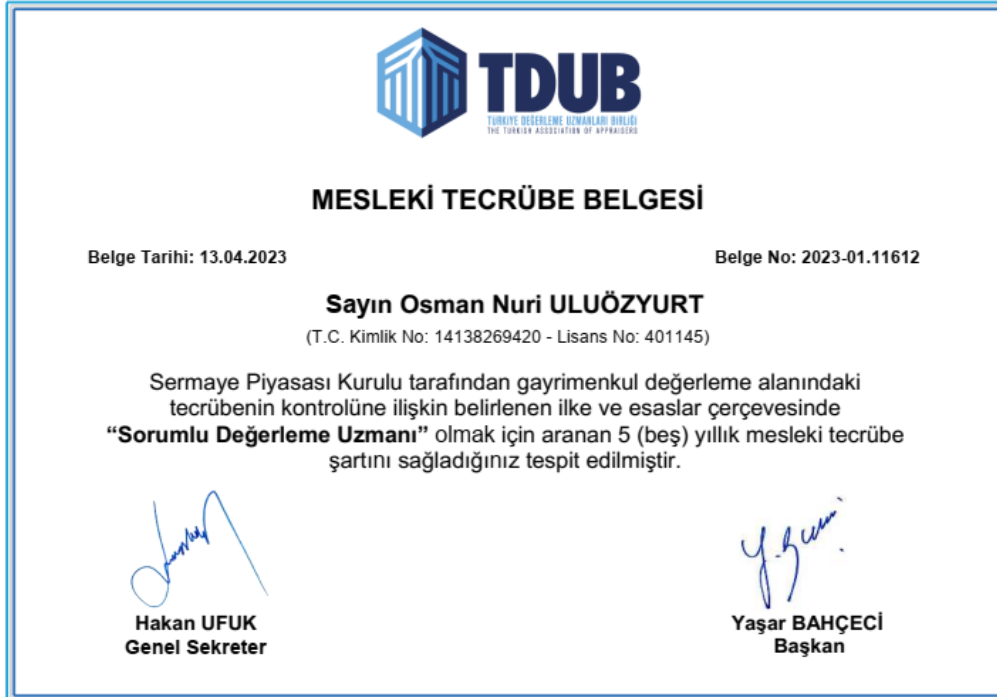 TDUB
TÜRKİYE DEĞERLEME UZMANLARI BİRLİĞİ
THE TURKISH ASSOCIATION OF APPRAISERS
MESLEKİ TECRÜBE BELGESİ
Belge Tarihi: 13.04.2023 Belge No: 2023-01.11612
Sayın Osman Nuri ULUÖZYURT
(T.C. Kimlik No: 14138269420 - Lisans No: 401145)
Sermaye Piyasası Kurulu tarafından gayrimenkul değerleme alanındaki
tecrübenin kontrolüne ilişkin belirlenen ilke ve esaslar çerçevesinde
“Sorumlu Değerleme Uzmanı” olmak için aranan 5 (beş) yıllık mesleki tecrübe
şartını sağladığınız tespit edilmiştir.
Hakan UFUK Yaşar BAHÇECİ
Genel Sekreter Başkan